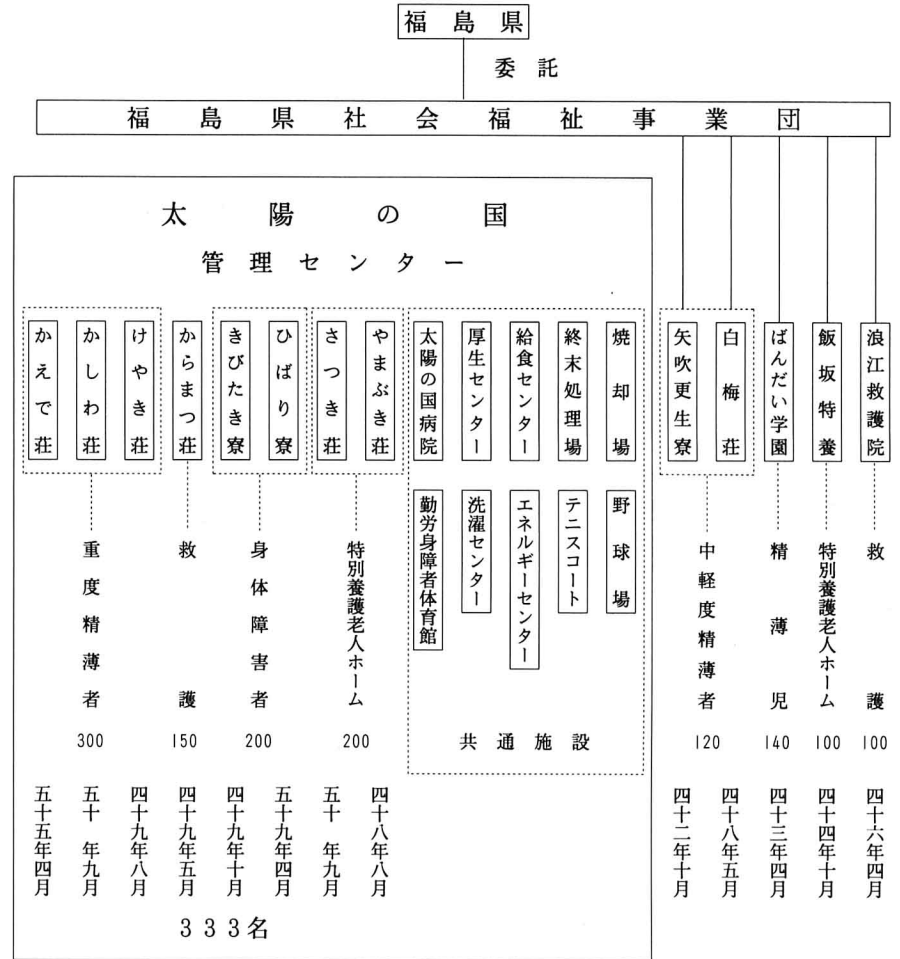 福島県
委託
福島県社会福祉事業団
太陽の国
管理センター
かえで荘
かしわ荘
けやき荘
からまつ荘
きびたき寮
ひばり寮
さつき荘
やまぶき荘
太陽の国病院
厚生センター
給食センター
終末処理場
焼却場
矢吹更生寮
白梅荘
ばんだい学園
飯坂特養
浪江救護院
勤労身障者体育館
洗濯センター
エネルギーセンター
テニスコート
野球場
重度精薄者
救護
身体障害者
特別養護老人ホーム
中軽度精薄者
精薄児
特別養護老人ホーム
救護
300
150
200
200
共通施設
120
140
100
100
五十五年四月
五十年九月
四十九年八月
四十九年五月
四十九年十月
五十九年四月
五十年九月
四十八年八月
四十二年十月
四十八年五月
四十三年四月
四十四年十月
四十六年四月
333名